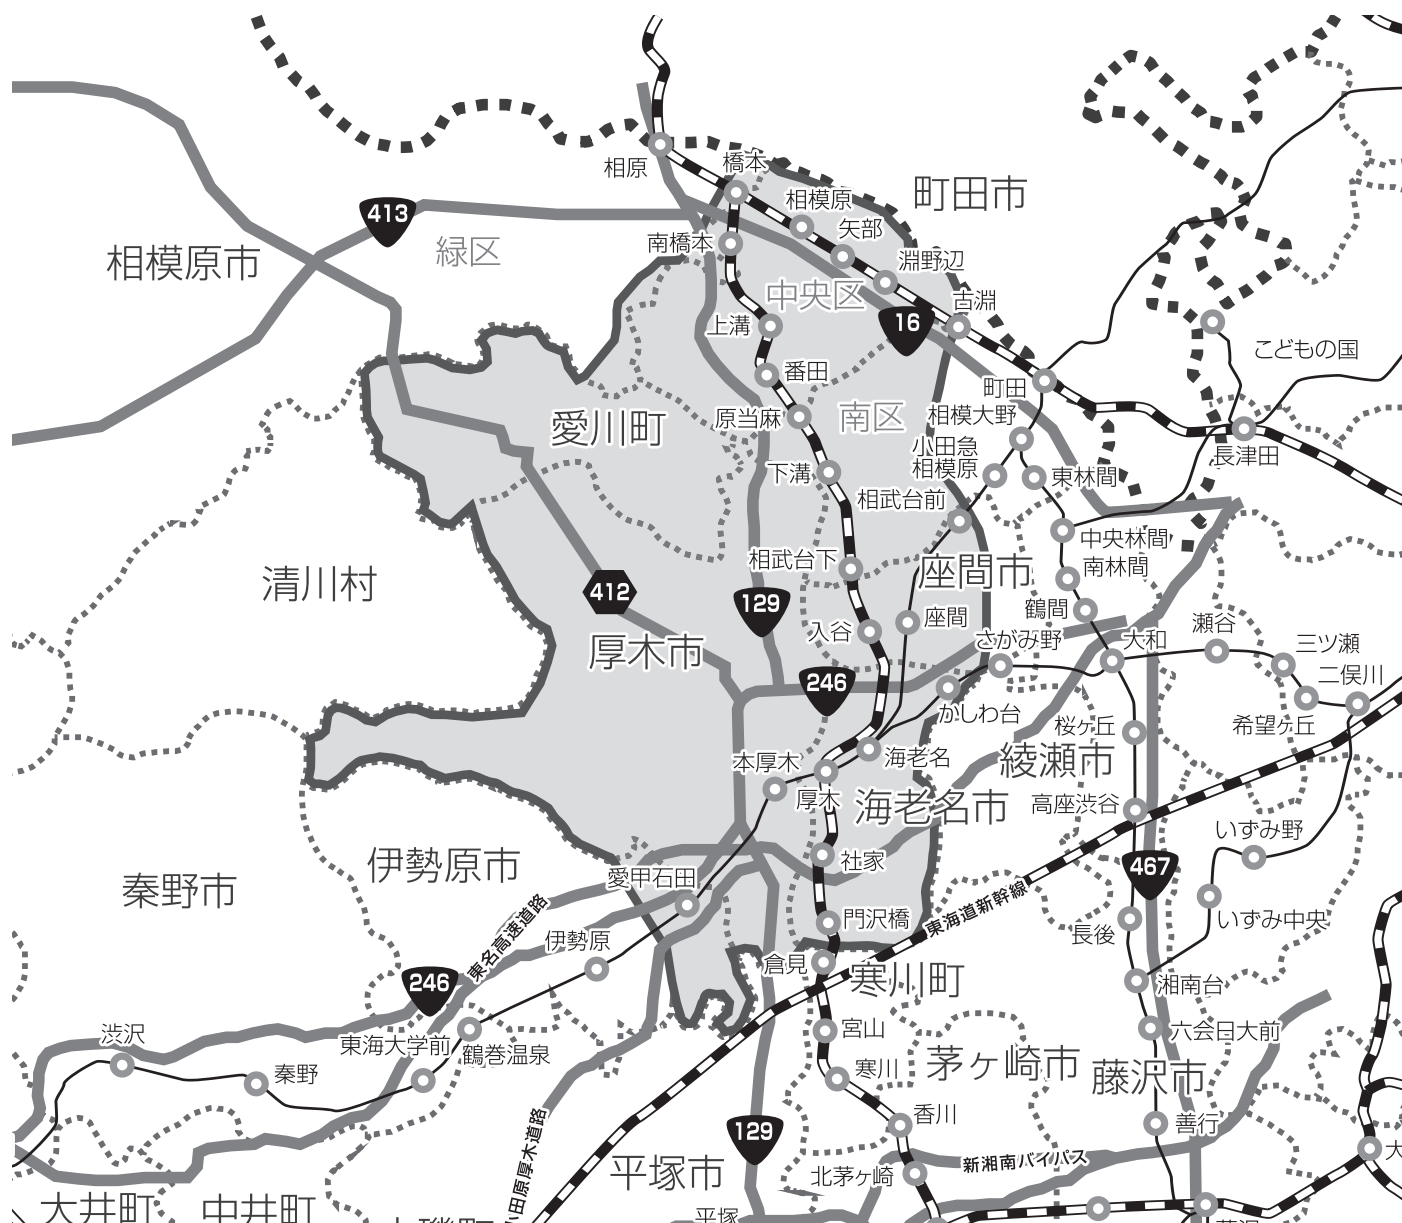 橋本
相原
町田市
相模原
413
矢部
南橋本
緑区
相模原市
淵野辺
中央区
古淵
16
上溝
こどもの国
番田
町田
相模大野
原当麻
南区
愛川町
小田急
相模原
長津田
下溝
東林間
相武台前
中央林間
相武台下
座間市
南林間
清川村
412
129
鶴間
座間
瀬谷
入谷
さがみ野
大和
三ツ瀬
厚木市
二俣川
246
かしわ台
桜ヶ丘
希望ヶ丘
海老名
綾瀬市
本厚木
厚木
海老名市
高座渋谷
いずみ野
社家
伊勢原市
467
愛甲石田
秦野市
東海道新幹線
門沢橋
いずみ中央
東名高速道路
長後
伊勢原
倉見
寒川町
246
湘南台
宮山
六会日大前
渋沢
東海大学前
鶴巻温泉
茅ヶ崎市
寒川
秦野
藤沢市
香川
善行
129
小田原厚木道路
新湘南バイパス
平塚市
北茅ヶ崎
大井町
中井町
平塚